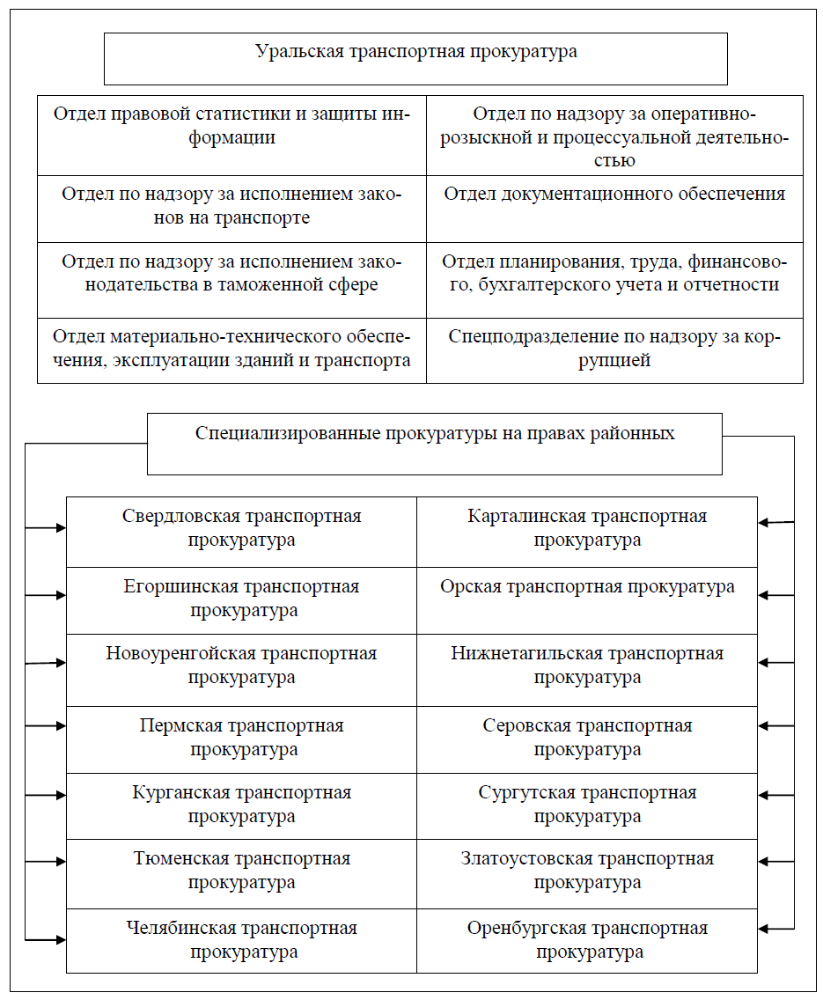 Уральская транспортная прокуратура
Отдел правовой статистики и защиты ин-
формации
Отдел по надзору за оперативно-
розыскной и процессуальной деятельно-
стью
Отдел по надзору за исполнением зако-
нов на транспорте
Отдел документационного обеспечения
Отдел по надзору за исполнением зако-
нодательства в таможенной сфере
Отдел планирования, труда, финансово-
го, бухгалтерского учета и отчетности
Отдел материально-технического обеспе-
чения, эксплуатации зданий и транспорта
Спецподразделение по надзору за кор-
рупцией
Специализированные прокуратуры на правах районных
Свердловская транспортная
прокуратура
Карталинская транспортная
прокуратура
Егоршинская транспортная
прокуратура
Орская транспортная прокуратура
Новоуренгойская транспортная
прокуратура
Нижнетагильская транспортная
прокуратура
Пермская транспортная
прокуратура
Серовская транспортная
прокуратура
Курганская транспортная
прокуратура
Сургутская транспортная
прокуратура
Тюменская транспортная
прокуратура
Златоустовская транспортная
прокуратура
Челябинская транспортная
прокуратура
Оренбургская транспортная
прокуратура